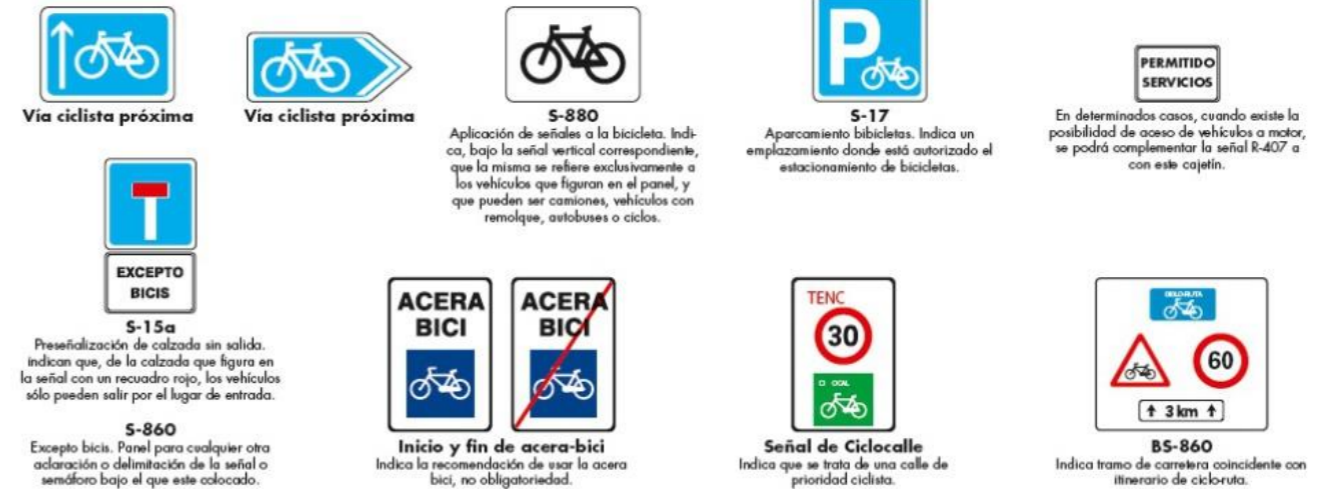 Vía ciclista próxima
Vía ciclista próxima
S-880
Aplicación de señales a la bicicleta. Indi-
ca, bajo la señal vertical correspondiente,
que la misma se refiere exclusivamente a
los vehículos que figuran en el panel, y
que pueden ser camiones, vehículos con
remolque, autobuses o ciclos.
P
S-17
Aparcamiento bibicletas. Indica un
emplazamiento donde está autorizado el
estacionamiento de bicicletas.
PERMITIDO
SERVICIOS
En determinados casos, cuando existe la
posibilidad de aceso de vehículos a motor,
se podrá complementar la señal R-407 a
con este cajetín.
EXCEPTO
BICIS
S-15a
Preseñalización de calzada sin salida.
indican que, de la calzada que figura en
la señal con un recuadro rojo, los vehículos
sólo pueden salir por el lugar de entrada.
S-860
Excepto bicis. Panel para cualquier otra
aclaración o delimitación de la señal o
semáforo bajo el que este colocado.
ACERA
BICI
ACERA
BICI
Inicio y fin de acera-bici
Indica la recomendación de usar la acera
bici, no obligatoriedad.
TENC
30
Señal de Ciclocalle
Indica que se trata de una calle de
prioridad ciclista.
CICLO-RUTA
60
3 km
BS-860
Indica tramo de carretera coincidente con
itinerario de ciclo-ruta.